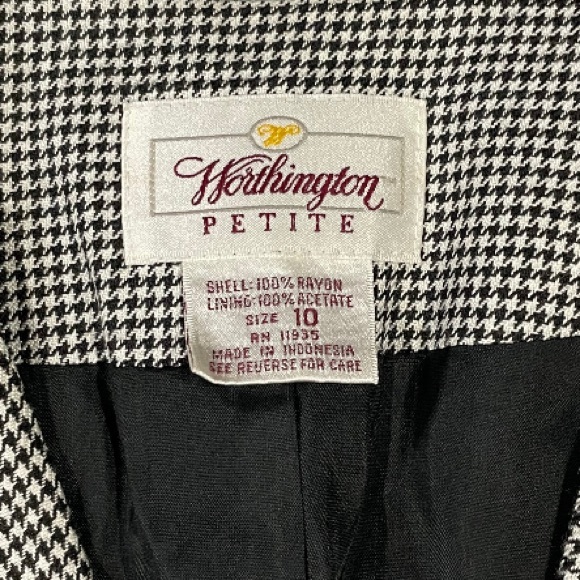 W
Worthington
PETITE
SHELL: 100% RAYON
LINING: 100% ACETATE
SIZE 10
RN 11935
MADE IN INDONESIA
SEE REVERSE FOR CARE